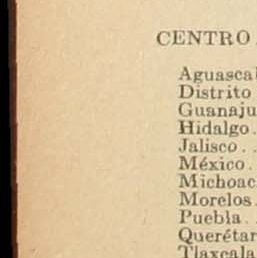 CENTRO
Aguascal
Distrito
Guanaju
Hidalgo.
Jalisco..
México.
Michoac
Morelos.
Puebla..
Querétar
Tlaxcala